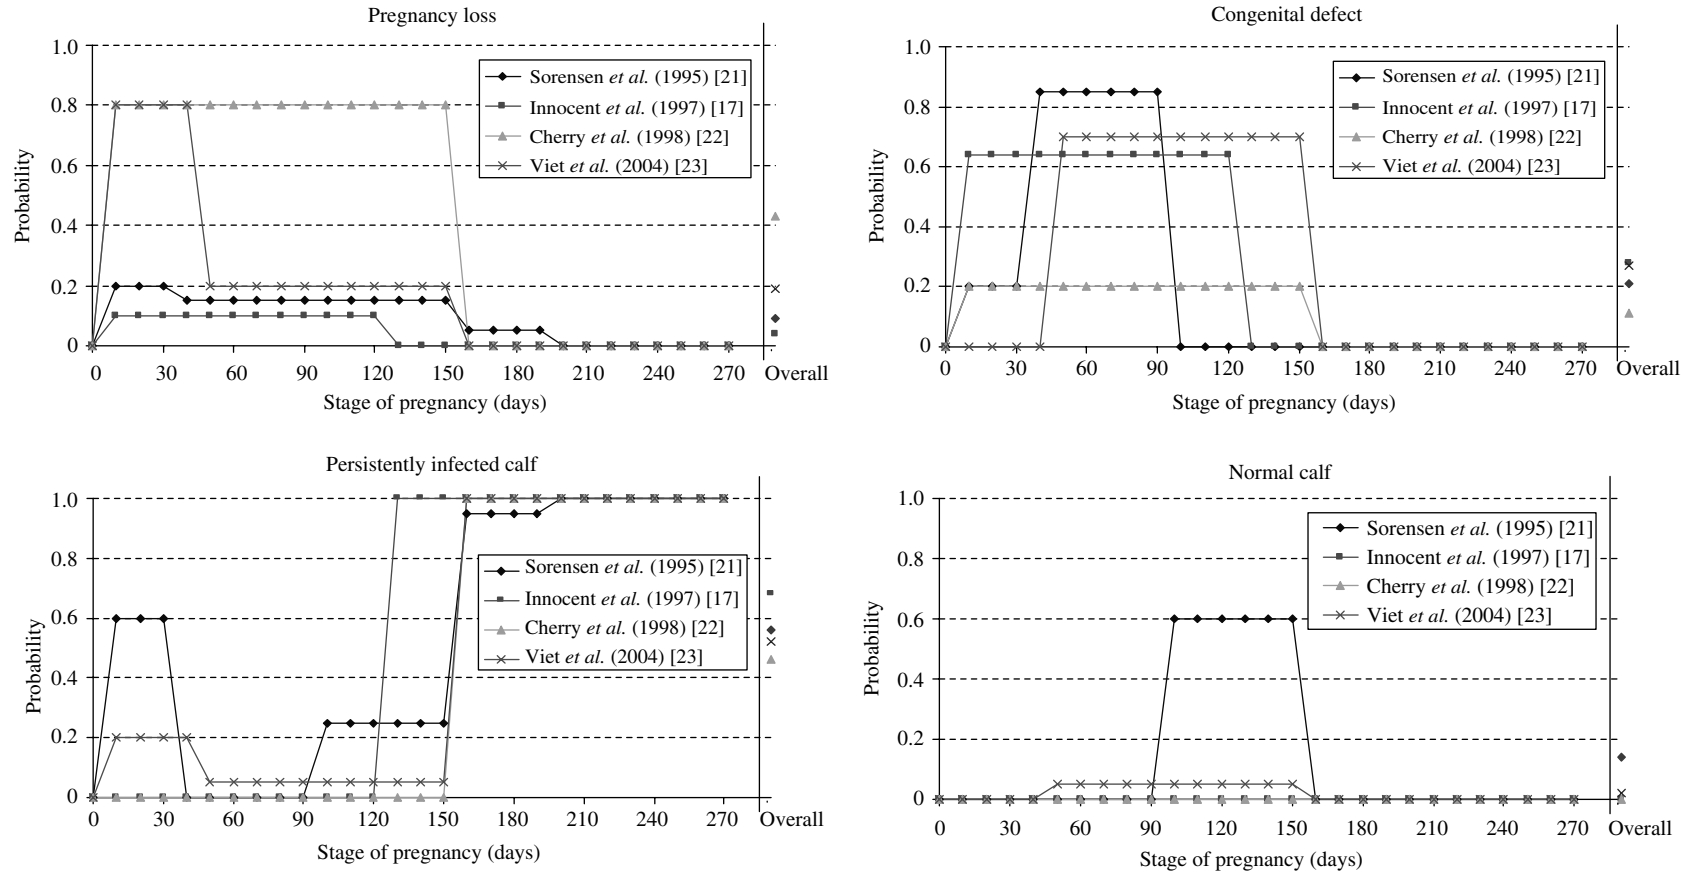 Pregnancy loss
1.0
0.8
0.6
0.4
0.2
0
Probability
Sorensen et al. (1995) [21]
Innocent et al. (1997) [17]
Cherry et al. (1998) [22]
Viet et al. (2004) [23]
0 30 60 90 120 150 180 210 240 270 Overall
Stage of pregnancy (days)
Congenital defect
1.0
0.8
0.6
0.4
0.2
0
Probability
Sorensen et al. (1995) [21]
Innocent et al. (1997) [17]
Cherry et al. (1998) [22]
Viet et al. (2004) [23]
0 30 60 90 120 150 180 210 240 270 Overall
Stage of pregnancy (days)
Persistently infected calf
1.0
0.8
0.6
0.4
0.2
0
Probability
Sorensen et al. (1995) [21]
Innocent et al. (1997) [17]
Cherry et al. (1998) [22]
Viet et al. (2004) [23]
0 30 60 90 120 150 180 210 240 270 Overall
Stage of pregnancy (days)
Normal calf
1.0
0.8
0.6
0.4
0.2
0
Probability
Sorensen et al. (1995) [21]
Innocent et al. (1997) [17]
Cherry et al. (1998) [22]
Viet et al. (2004) [23]
0 30 60 90 120 150 180 210 240 270 Overall
Stage of pregnancy (days)